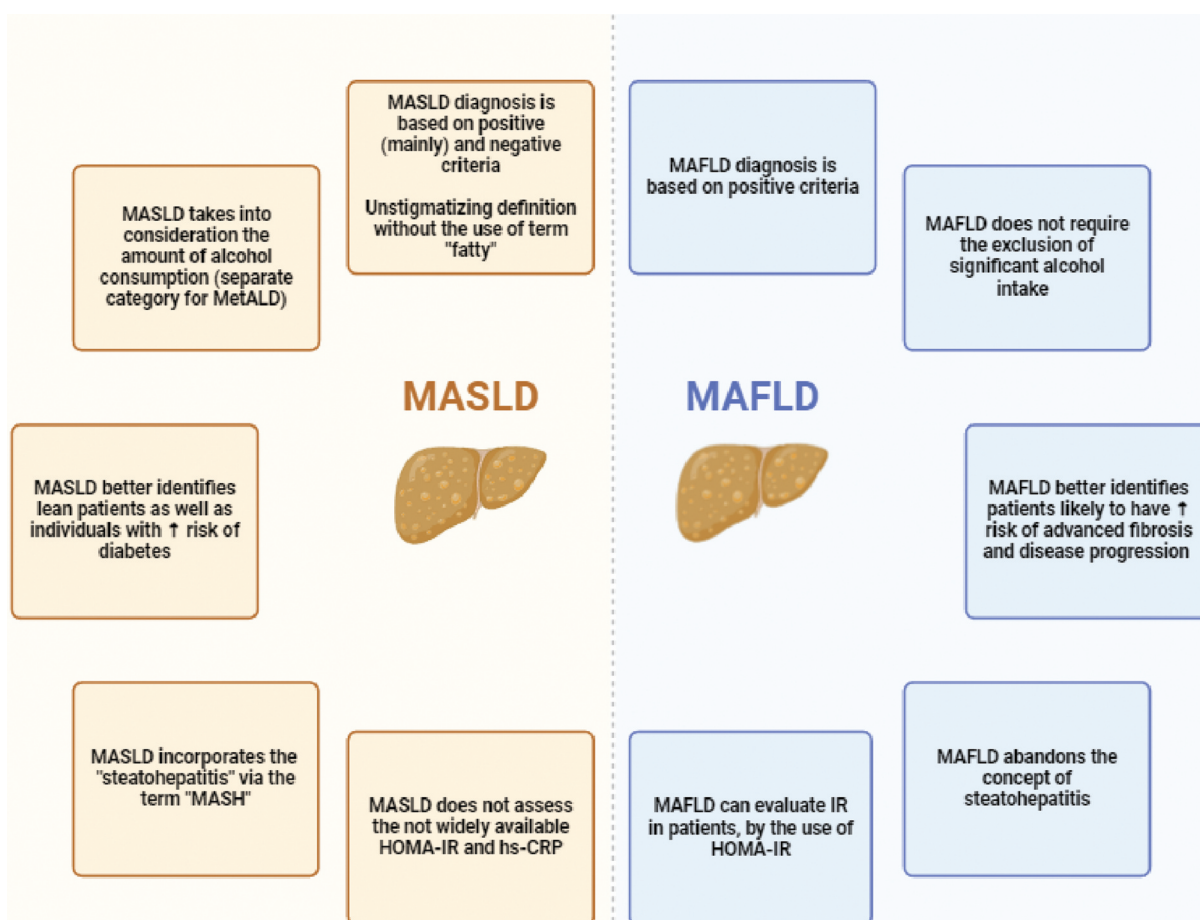 MASLD diagnosis is
based on positive
(mainly) and negative
criteria
Unstigmatizing definition
without the use of term
"fatty"
MASLD takes into
consideration the
amount of alcohol
consumption (separate
category for MetALD)
MASLD
MASLD better identifies
lean patients as well as
individuals with ↑ risk of
diabetes
MASLD incorporates the
"steatohepatitis" via the
term "MASH"
MASLD does not assess
the not widely available
HOMA-IR and hs-CRP
MAFLD diagnosis is
based on positive criteria
MAFLD does not require
the exclusion of
significant alcohol
intake
MAFLD
MAFLD better identifies
patients likely to have ↑
risk of advanced fibrosis
and disease progression
MAFLD abandons the
concept of
steatohepatitis
MAFLD can evaluate IR
in patients, by the use of
HOMA-IR